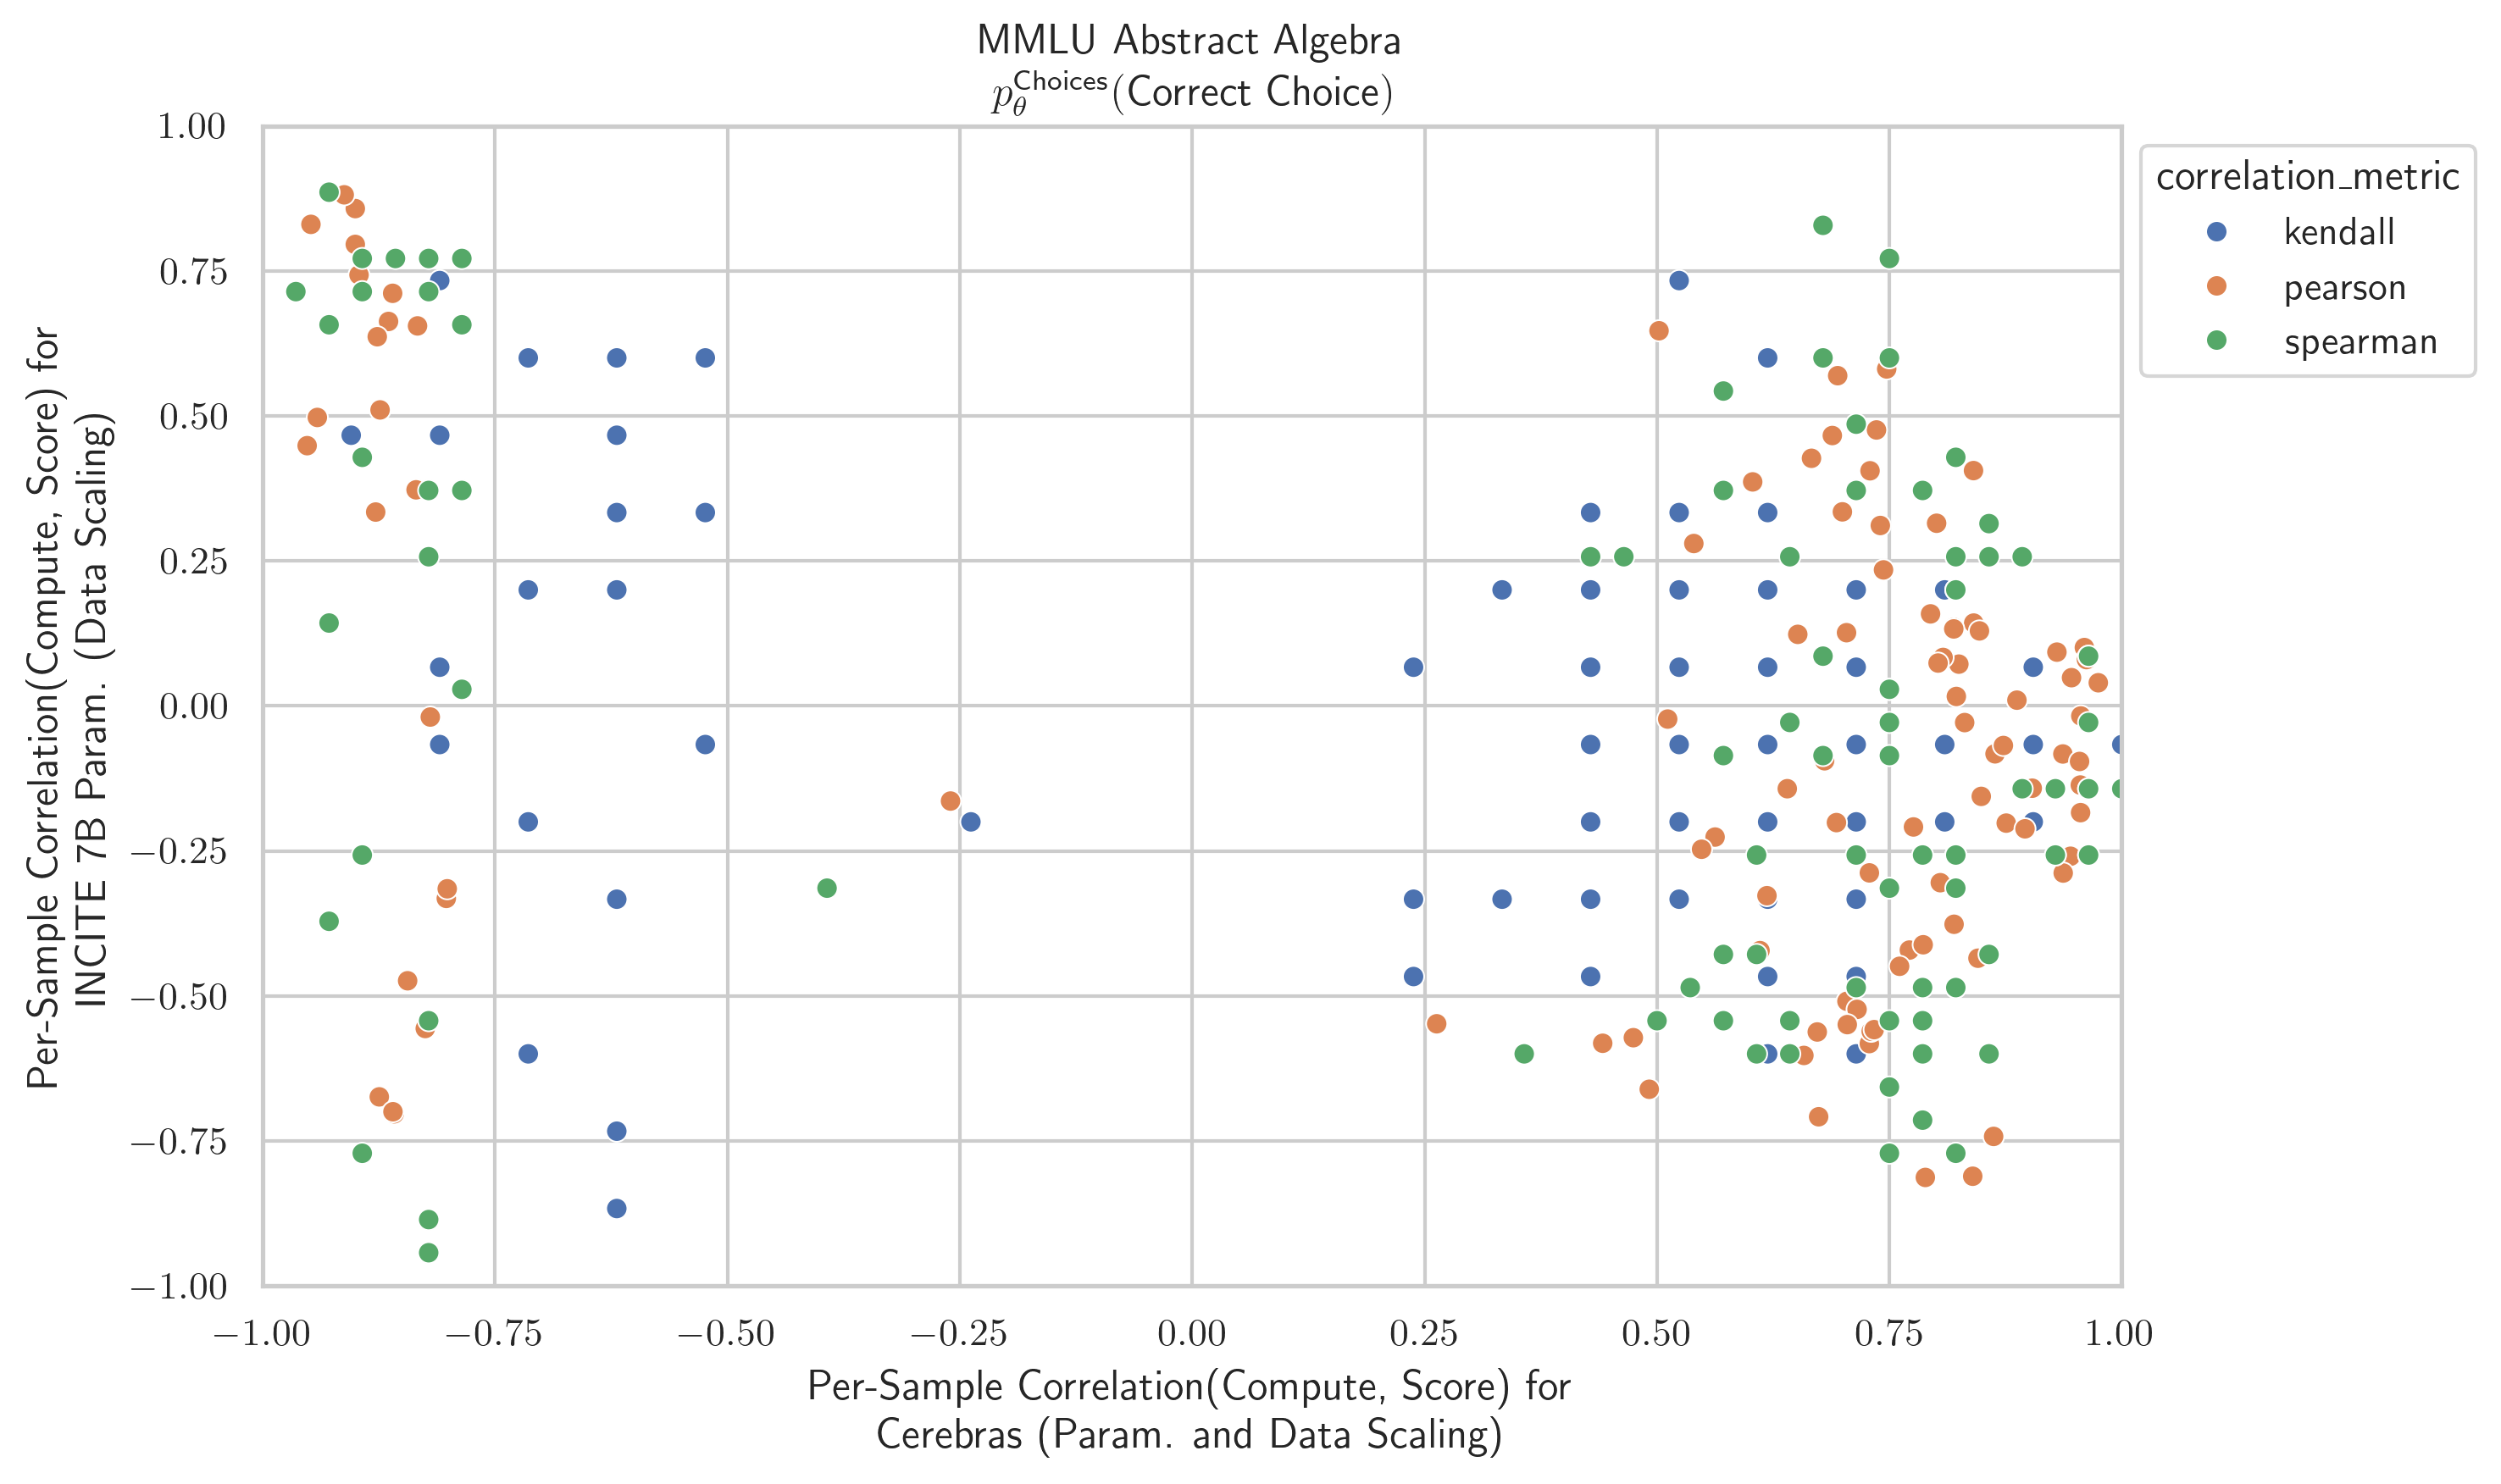 MMLU Abstract Algebra
p_θ^Choices(Correct Choice)
1.00
0.75
0.50
0.25
0.00
−0.25
−0.50
−0.75
−1.00
Per-Sample Correlation(Compute, Score) for
INCITE 7B Param. (Data Scaling)
−1.00 −0.75 −0.50 −0.25 0.00 0.25 0.50 0.75 1.00
Per-Sample Correlation(Compute, Score) for
Cerebras (Param. and Data Scaling)
correlation_metric
kendall
pearson
spearman